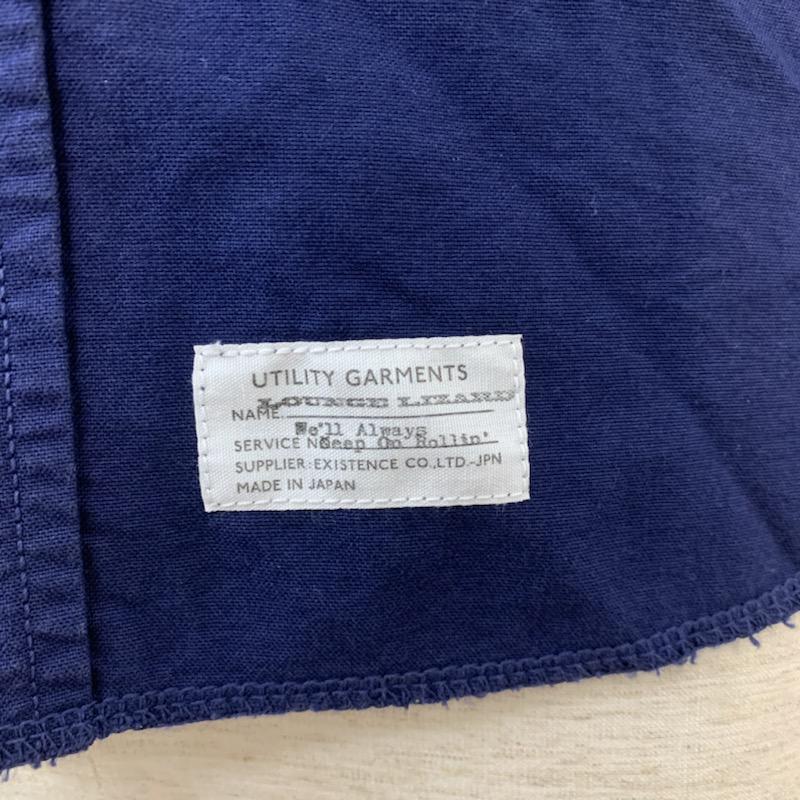 UTILITY GARMENTS
LOUNGE LIZARD
NAME.
We'll Always
SERVICE NO Keep On Rollin'
SUPPLIER:EXISTENCE CO.,LTD.-JPN
MADE IN JAPAN